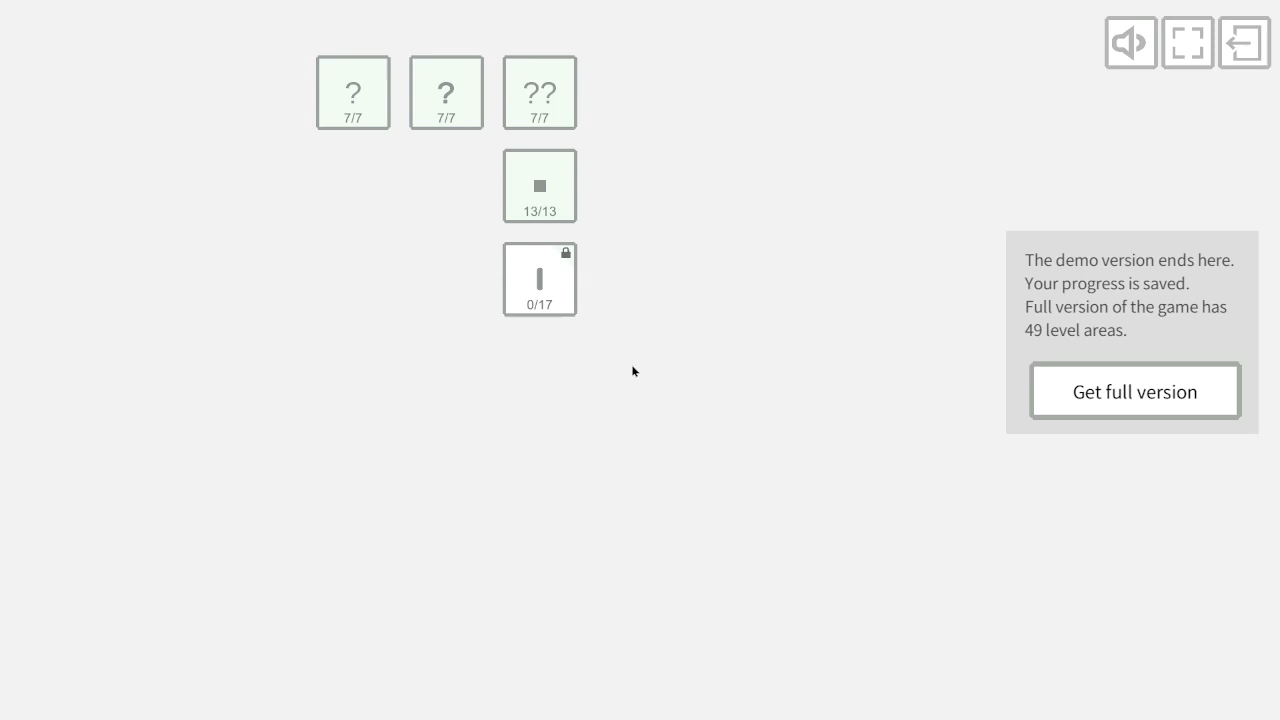 ? ? ??
7/7 7/7 7/7
13/13
0/17
The demo version ends here.
Your progress is saved.
Full version of the game has
49 level areas.
Get full version